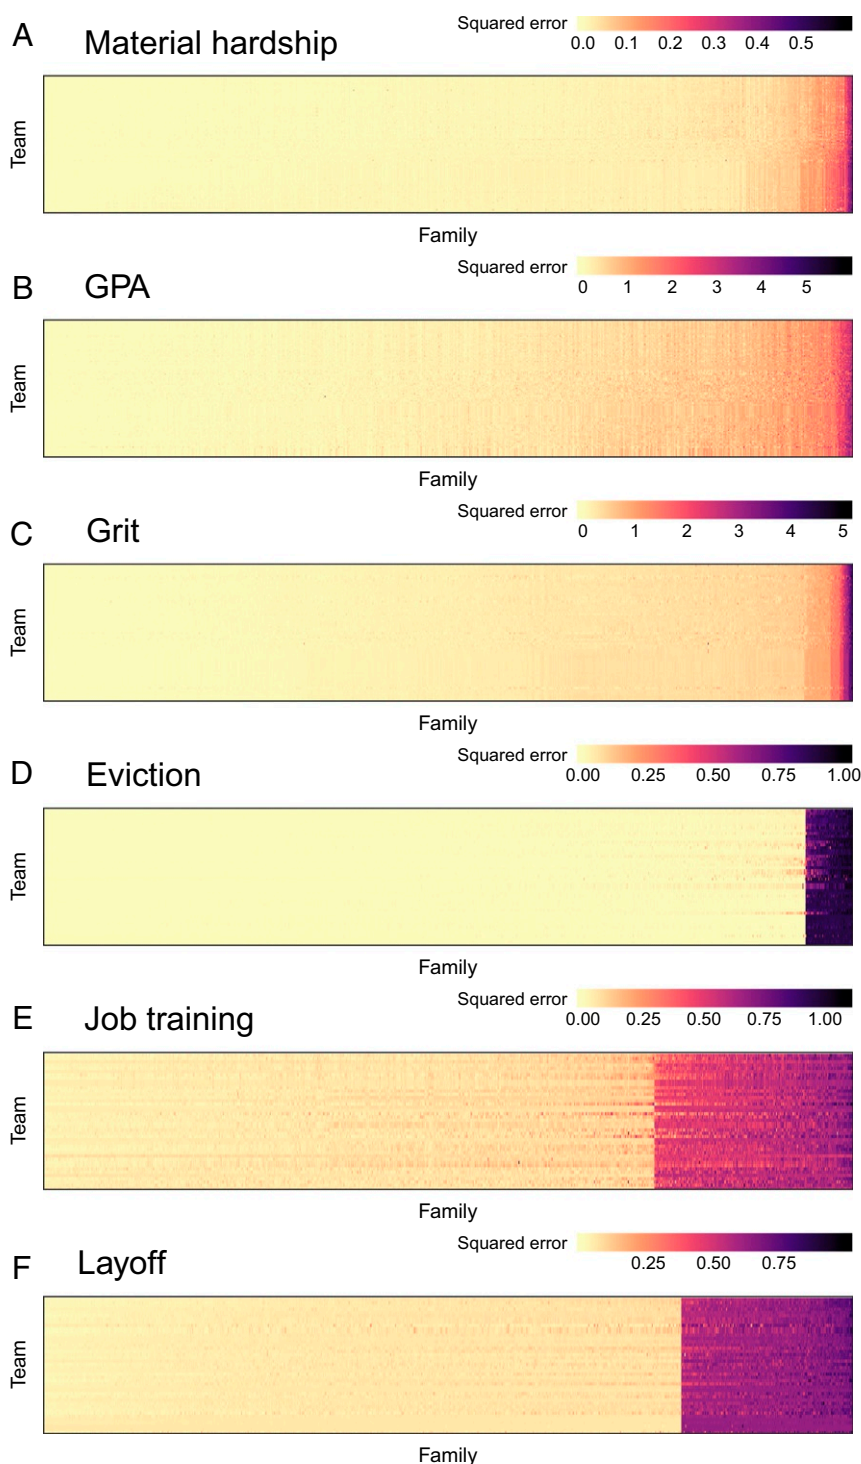 A Material hardship
Squared error
0.0 0.1 0.2 0.3 0.4 0.5
Team
Family
B GPA
Squared error
0 1 2 3 4 5
Team
Family
C Grit
Squared error
0 1 2 3 4 5
Team
Family
D Eviction
Squared error
0.00 0.25 0.50 0.75 1.00
Team
Family
E Job training
Squared error
0.00 0.25 0.50 0.75 1.00
Team
Family
F Layoff
Squared error
0.25 0.50 0.75
Team
Family